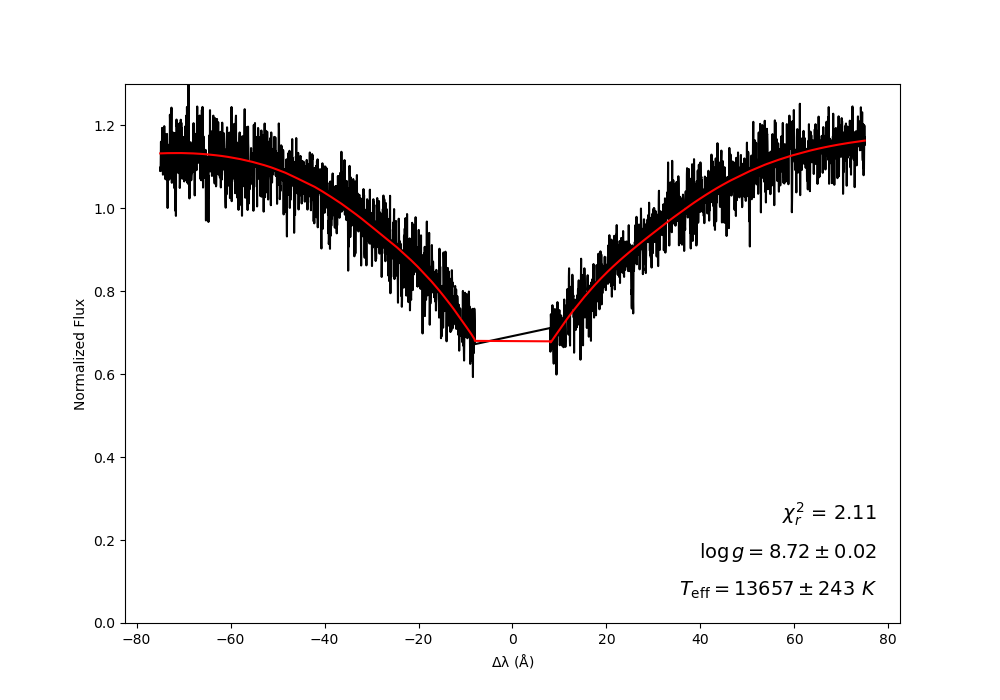 1.2
1.0
0.8
0.6
0.4
0.2
0.0
Normalized Flux
χ²ᵣ = 2.11
log g = 8.72 ± 0.02
T_eff = 13657 ± 243 K
−80 −60 −40 −20 0 20 40 60 80
Δλ (Å)